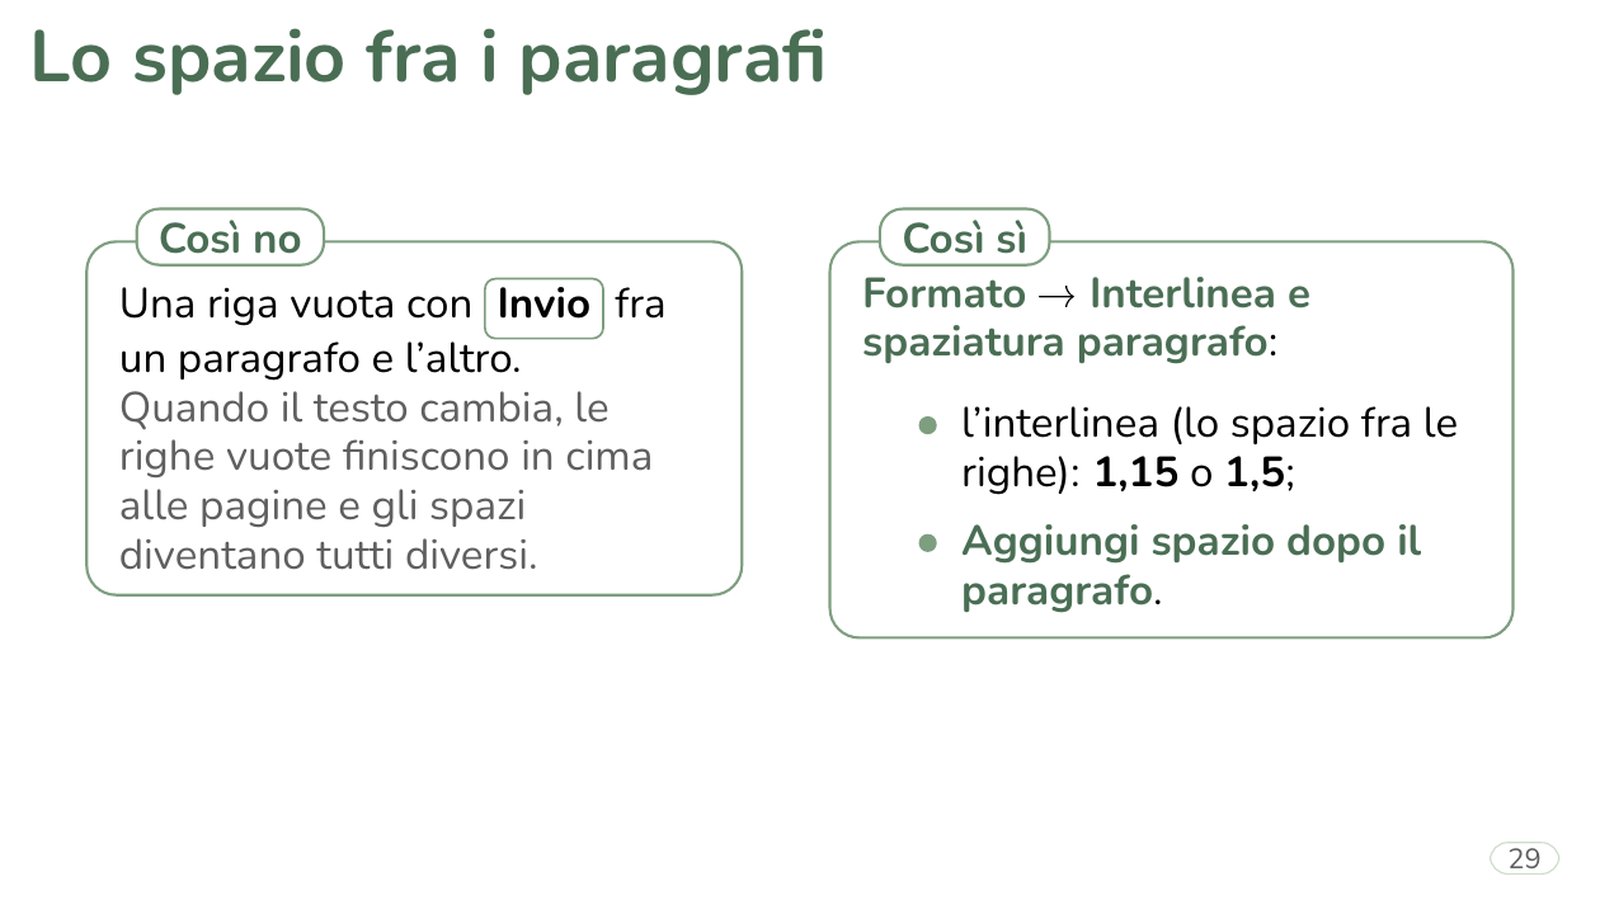 Lo spazio fra i paragrafi
Così no
Una riga vuota con Invio fra
un paragrafo e l’altro.
Quando il testo cambia, le
righe vuote finiscono in cima
alle pagine e gli spazi
diventano tutti diversi.
Così sì
Formato → Interlinea e
spaziatura paragrafo:
• l’interlinea (lo spazio fra le
righe): 1,15 o 1,5;
• Aggiungi spazio dopo il
paragrafo.
29